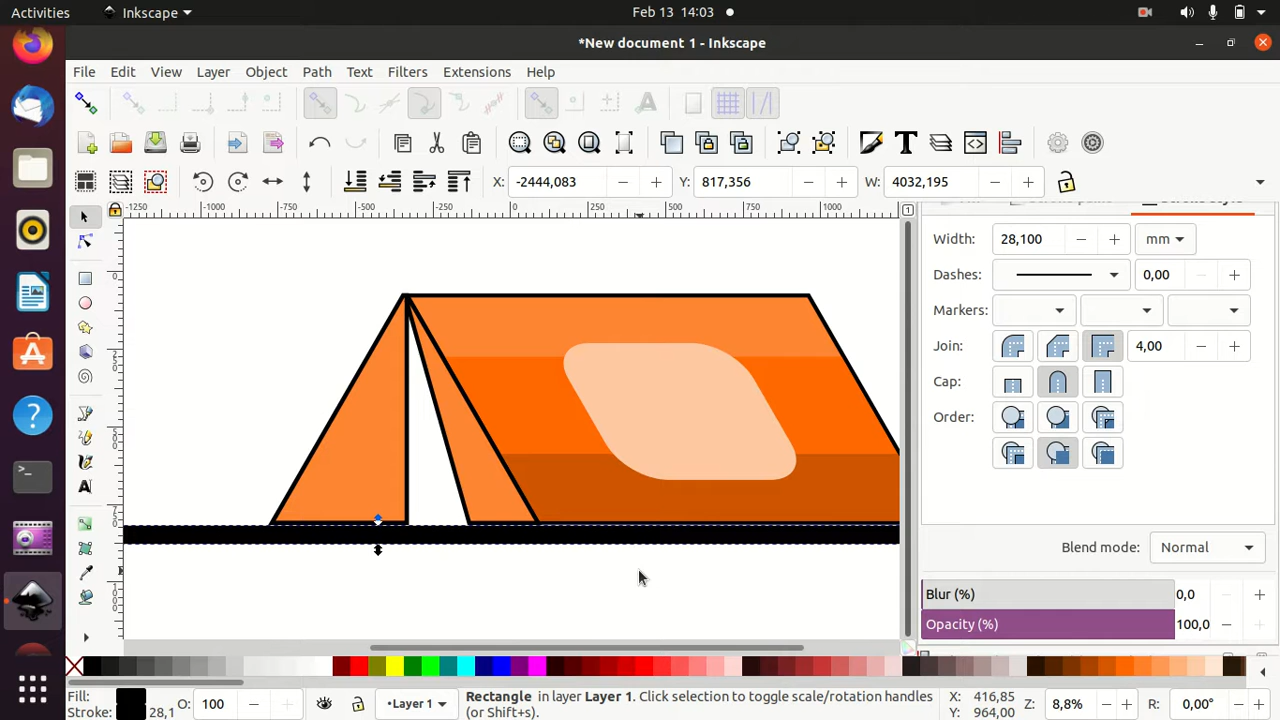 Activities
Inkscape
Feb 13 14:03
*New document 1 - Inkscape
File Edit View Layer Object Path Text Filters Extensions Help
X: -2444,083
Y: 817,356
W: 4032,195
-1250 -1000 -750 -500 -250 0 250 500 750 1000
1
Width: 28,100 mm
Dashes: 0,00
Markers:
Join: 4,00
Cap:
Order:
Blend mode: Normal
Blur (%) 0,0
Opacity (%) 100,0
Fill:
Stroke: 28,1
O: 100
Layer 1
Rectangle in layer Layer 1. Click selection to toggle scale/rotation handles
(or Shift+s).
X: 416,85
Y: 964,00
Z: 8,8%
R: 0,00°